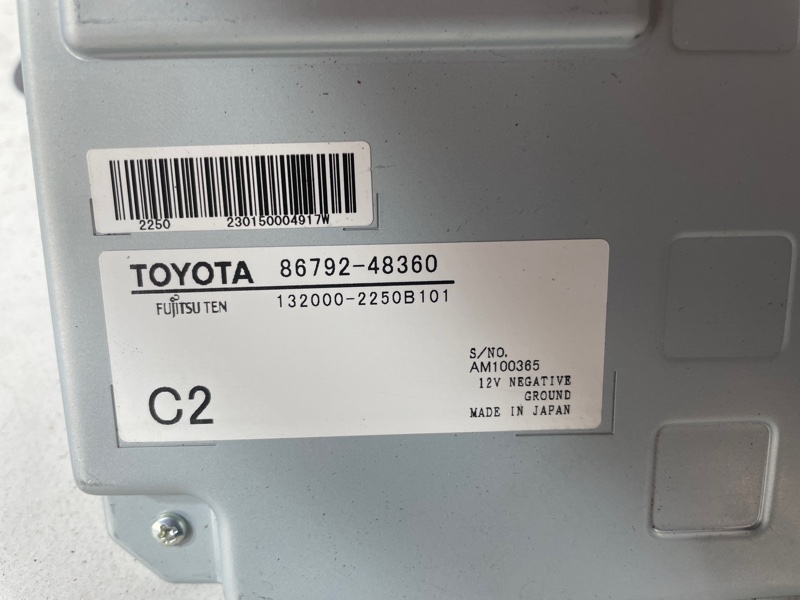 2250 230150004917W
TOYOTA 86792-48360
FUJITSU TEN 132000-2250B101
S/NO.
AM100365
12V NEGATIVE
GROUND
C2
MADE IN JAPAN